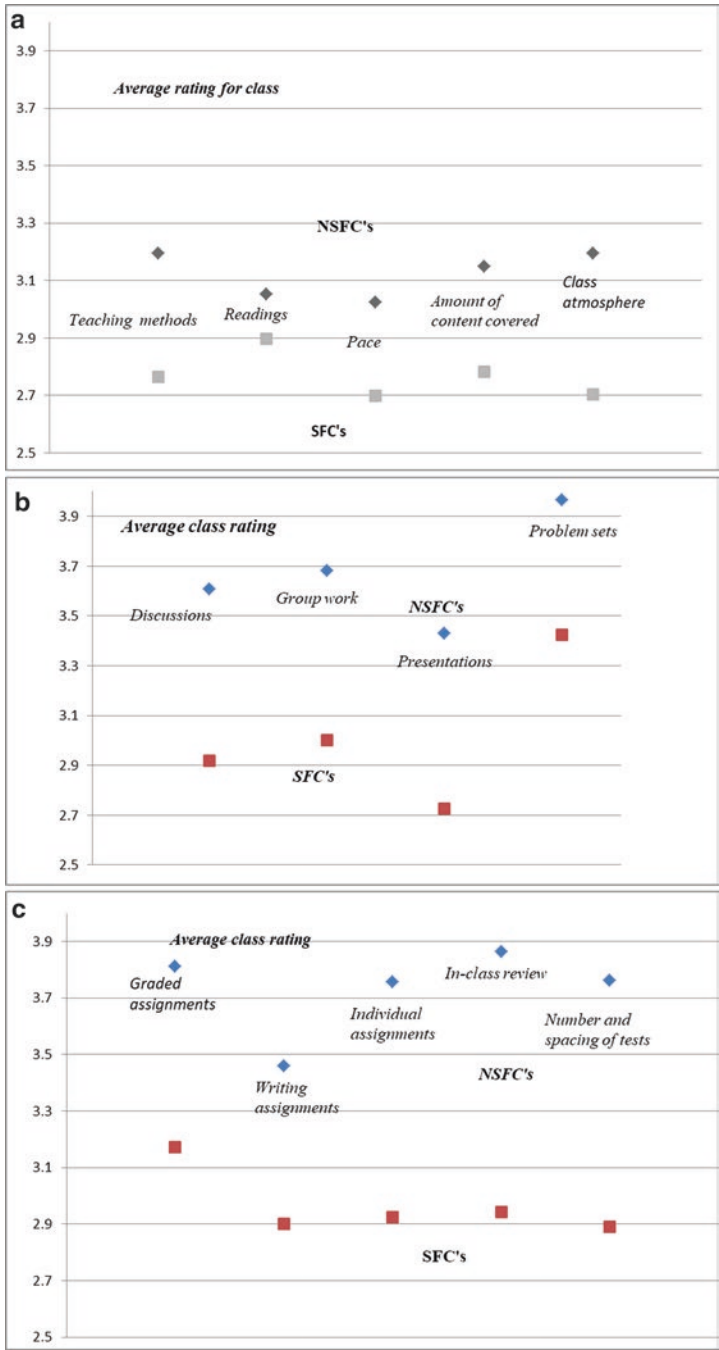 a
3.9
Average rating for class
3.7
3.5
3.3
NSFC's
3.1
Teaching methods
Readings
Pace
Amount of
content covered
Class
atmosphere
2.9
2.7
SFC's
2.5
b
3.9
Average class rating
Problem sets
3.7
Discussions
Group work
NSFC's
3.5
Presentations
3.3
3.1
2.9
SFC's
2.7
2.5
c
3.9
Average class rating
Graded
assignments
In-class review
3.7
Individual
assignments
Number and
spacing of tests
3.5
Writing
assignments
NSFC's
3.3
3.1
2.9
SFC's
2.7
2.5